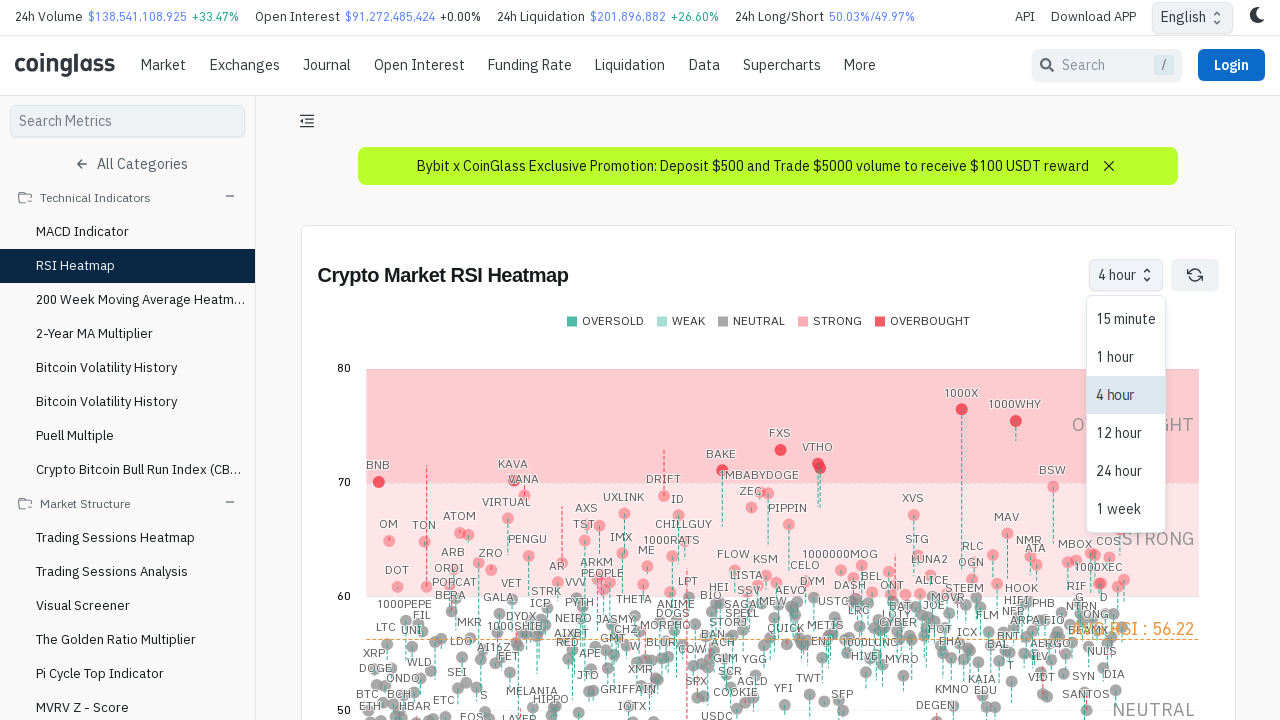 24h Volume $138,541,108,925 +33.47% Open Interest $91,272,485,424 +0.00% 24h Liquidation $201,896,882 +26.60% 24h Long/Short 50.03%/49.97% API Download APP English
coinglass Market Exchanges Journal Open Interest Funding Rate Liquidation Data Supercharts More Search / Login
Search Metrics
All Categories
Technical Indicators
MACD Indicator
RSI Heatmap
200 Week Moving Average Heatm...
2-Year MA Multiplier
Bitcoin Volatility History
Bitcoin Volatility History
Puell Multiple
Crypto Bitcoin Bull Run Index (CB...
Market Structure
Trading Sessions Heatmap
Trading Sessions Analysis
Visual Screener
The Golden Ratio Multiplier
Pi Cycle Top Indicator
MVRV Z - Score
Bybit x CoinGlass Exclusive Promotion: Deposit $500 and Trade $5000 volume to receive $100 USDT reward
Crypto Market RSI Heatmap
4 hour
15 minute
1 hour
4 hour
12 hour
24 hour
1 week
OVERSOLD WEAK NEUTRAL STRONG OVERBOUGHT
80
1000X
1000WHY
FXS
VTHO
BAKE
BNB KAVA
VANA DRIFT 1MBABYDOGE BSW
70
ZEC
UXLINK ID
VIRTUAL AXS PIPPIN XVS
ATOM MAV
OM TON TST CHILLGUY
PENGU IMX 1000RATS STG NMR STRONG
ARB ZRO ME FLOW 1000000MOG RLC ATA MBOX COS
DOT ORDI AR ARKM KSM CELO LUNA2 OGN 1000XEC
POPCAT VET VVV PEOPLE LPT LISTA DYM DASH BEL ONT ALICE
60
1000PEPE BERA GALA STRK THETA HEI SSV AEVO STEEM HOOK RIF
FIL ICP PYTH ANIME BIO MEW USTC BAT JOE MOVR HIFI PHB NTRN
LTC UNI MKR DYDX NEIRO JASMY DOGS SAGA SPELL LRC LOTY FLM NFP
1000SHIB CHZ MORPHO STORJ QUICK METIS CYBER HOT ICX ARPA FIO
AVG RSI : 56.22
XRP LDO AI16Z AIXBT GMT BLUR BAN ACH 1000LUNC FHA BNT AERGO
DOGE WLD FET RED APE W COW GLM YGG HIVE MYRO BAL ILV NULS
ONDO SEI XMR SCR T VIDT SYN DIA
BTC BCH ETC S MELANIA JTO SPX AGLD TWT KAIA
ETH HBAR HIPPO GRIFFAIN COOKIE YFI SFP KMNO EDU SANTOS
IOTX DEGEN
50
EOS LAYER USDC NEUTRAL